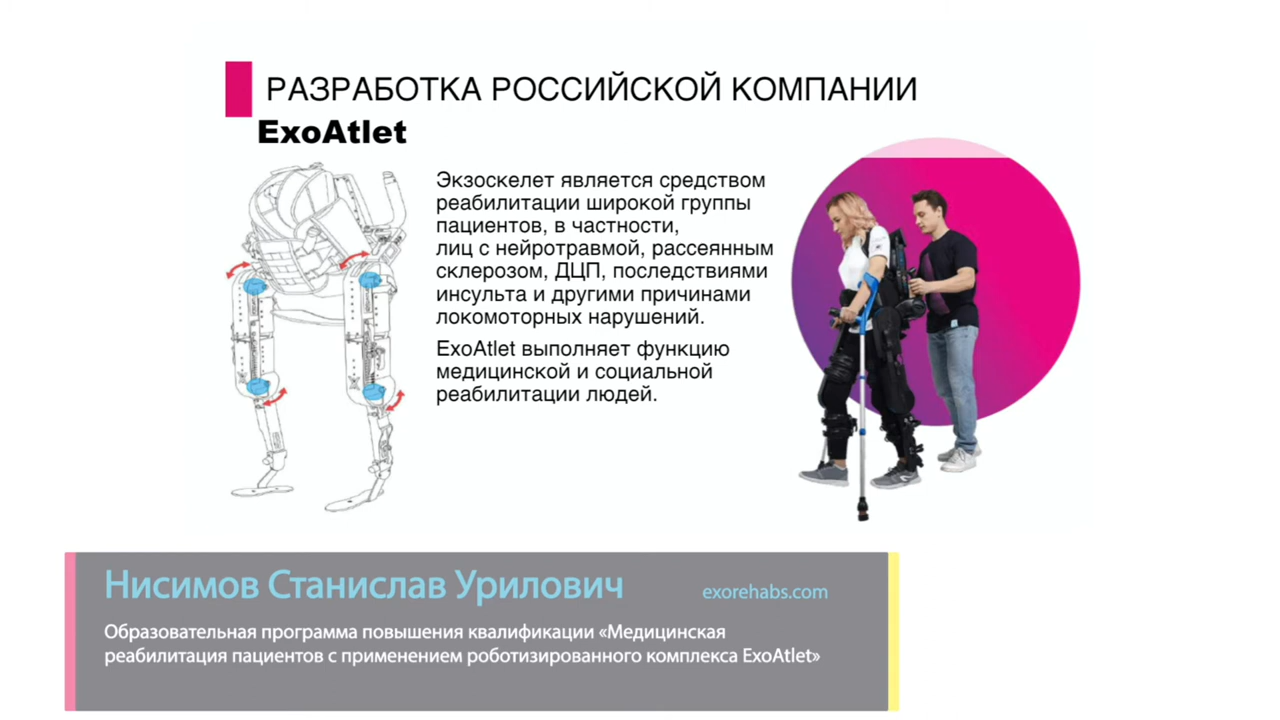 РАЗРАБОТКА РОССИЙСКОЙ КОМПАНИИ
ExoAtlet
Экзоскелет является средством
реабилитации широкой группы
пациентов, в частности,
лиц с нейротравмой, рассеянным
склерозом, ДЦП, последствиями
инсульта и другими причинами
локомоторных нарушений.
ExoAtlet выполняет функцию
медицинской и социальной
реабилитации людей.
Нисимов Станислав Урилович
exorehabs.com
Образовательная программа повышения квалификации «Медицинская
реабилитация пациентов с применением роботизированного комплекса ExoAtlet»